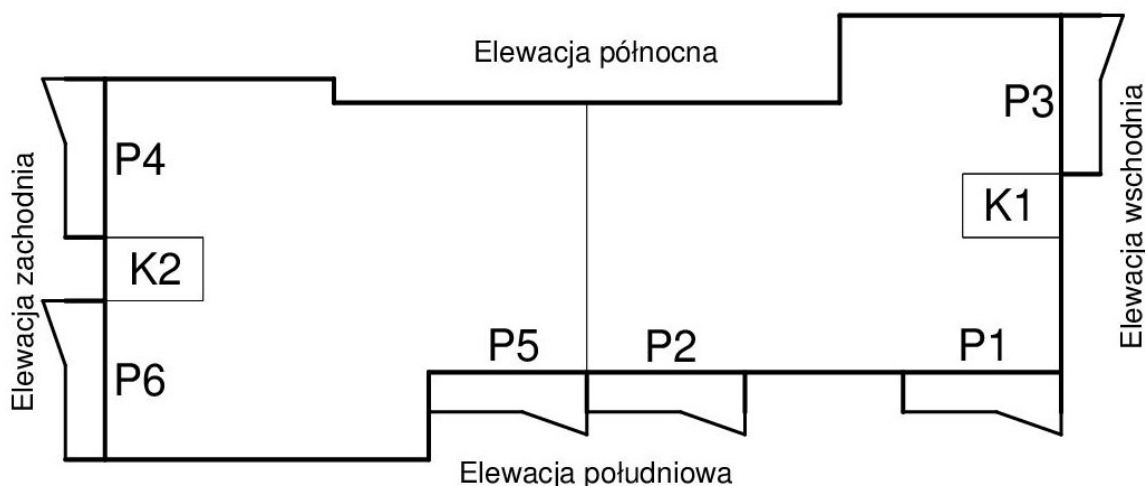 Elewacja północna
P3
P4
K1
K2
Elewacja zachodnia
Elewacja wschodnia
P5
P2
P1
P6
Elewacja południowa